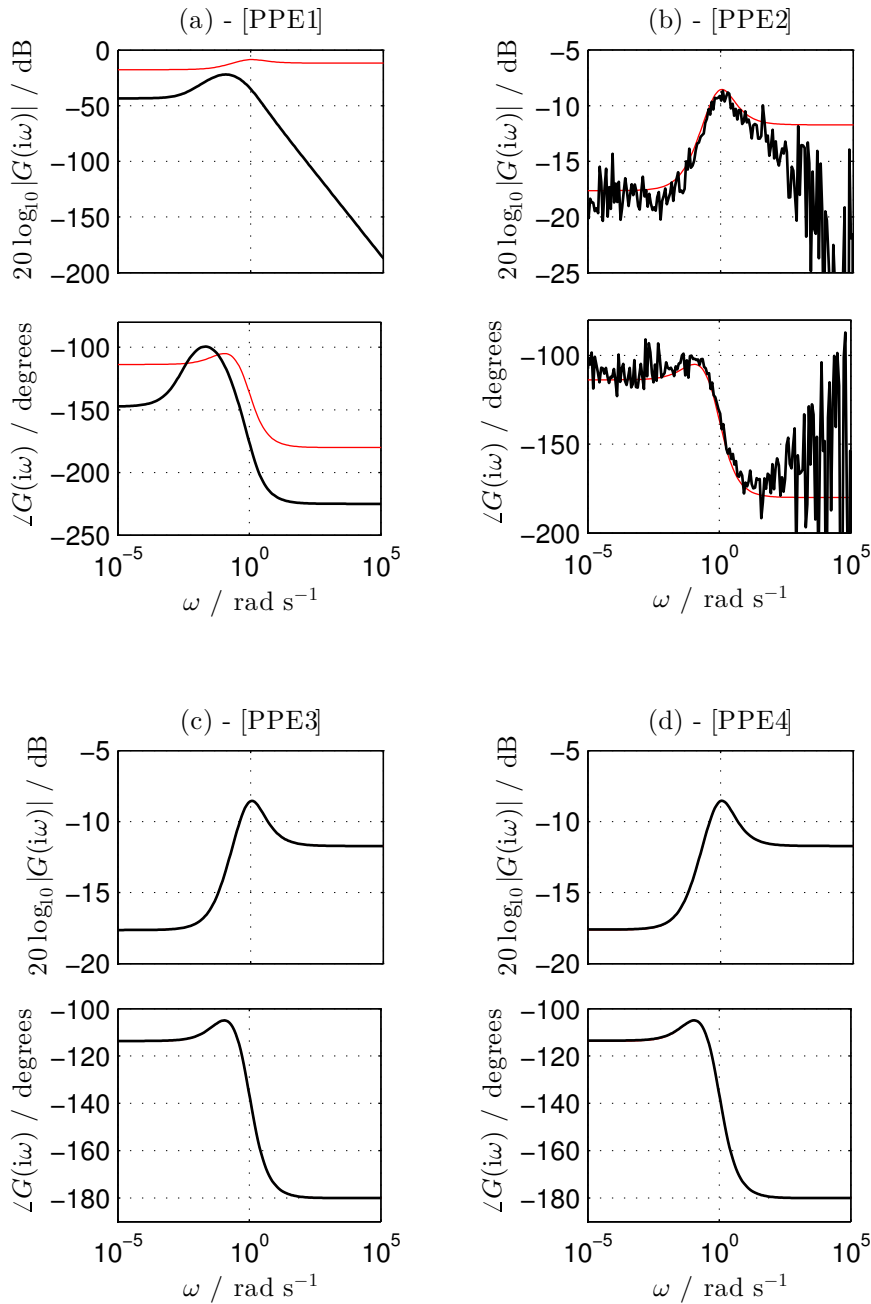 (a) - [PPE1]
20 log₁₀|G(iω)| / dB
0
−50
−100
−150
−200
∠G(iω) / degrees
−100
−150
−200
−250
10⁻⁵ 10⁰ 10⁵
ω / rad s⁻¹
(b) - [PPE2]
20 log₁₀|G(iω)| / dB
−5
−10
−15
−20
−25
∠G(iω) / degrees
−100
−150
−200
10⁻⁵ 10⁰ 10⁵
ω / rad s⁻¹
(c) - [PPE3]
20 log₁₀|G(iω)| / dB
−5
−10
−15
−20
∠G(iω) / degrees
−100
−120
−140
−160
−180
10⁻⁵ 10⁰ 10⁵
ω / rad s⁻¹
(d) - [PPE4]
20 log₁₀|G(iω)| / dB
−5
−10
−15
−20
∠G(iω) / degrees
−100
−120
−140
−160
−180
10⁻⁵ 10⁰ 10⁵
ω / rad s⁻¹